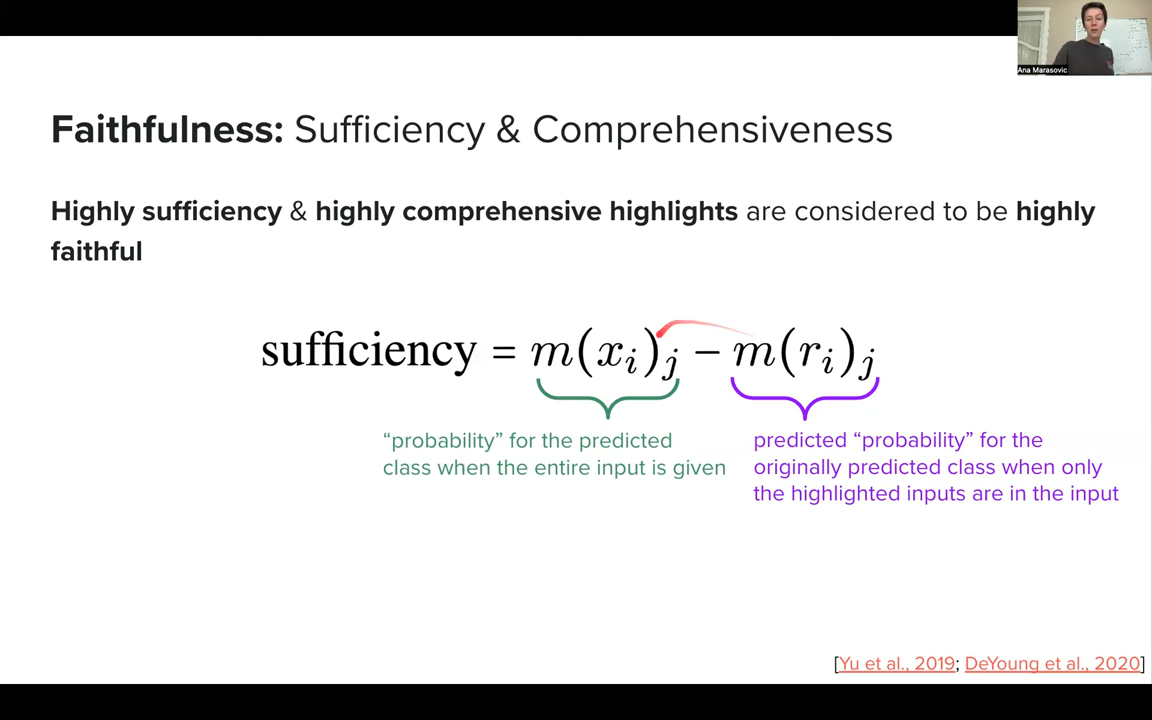 Ana Marasovic
Faithfulness: Sufficiency & Comprehensiveness
Highly sufficiency & highly comprehensive highlights are considered to be highly
faithful
sufficiency = m(x_i)_j − m(r_i)_j
“probability” for the predicted
class when the entire input is given
predicted “probability” for the
originally predicted class when only
the highlighted inputs are in the input
[Yu et al., 2019; DeYoung et al., 2020]